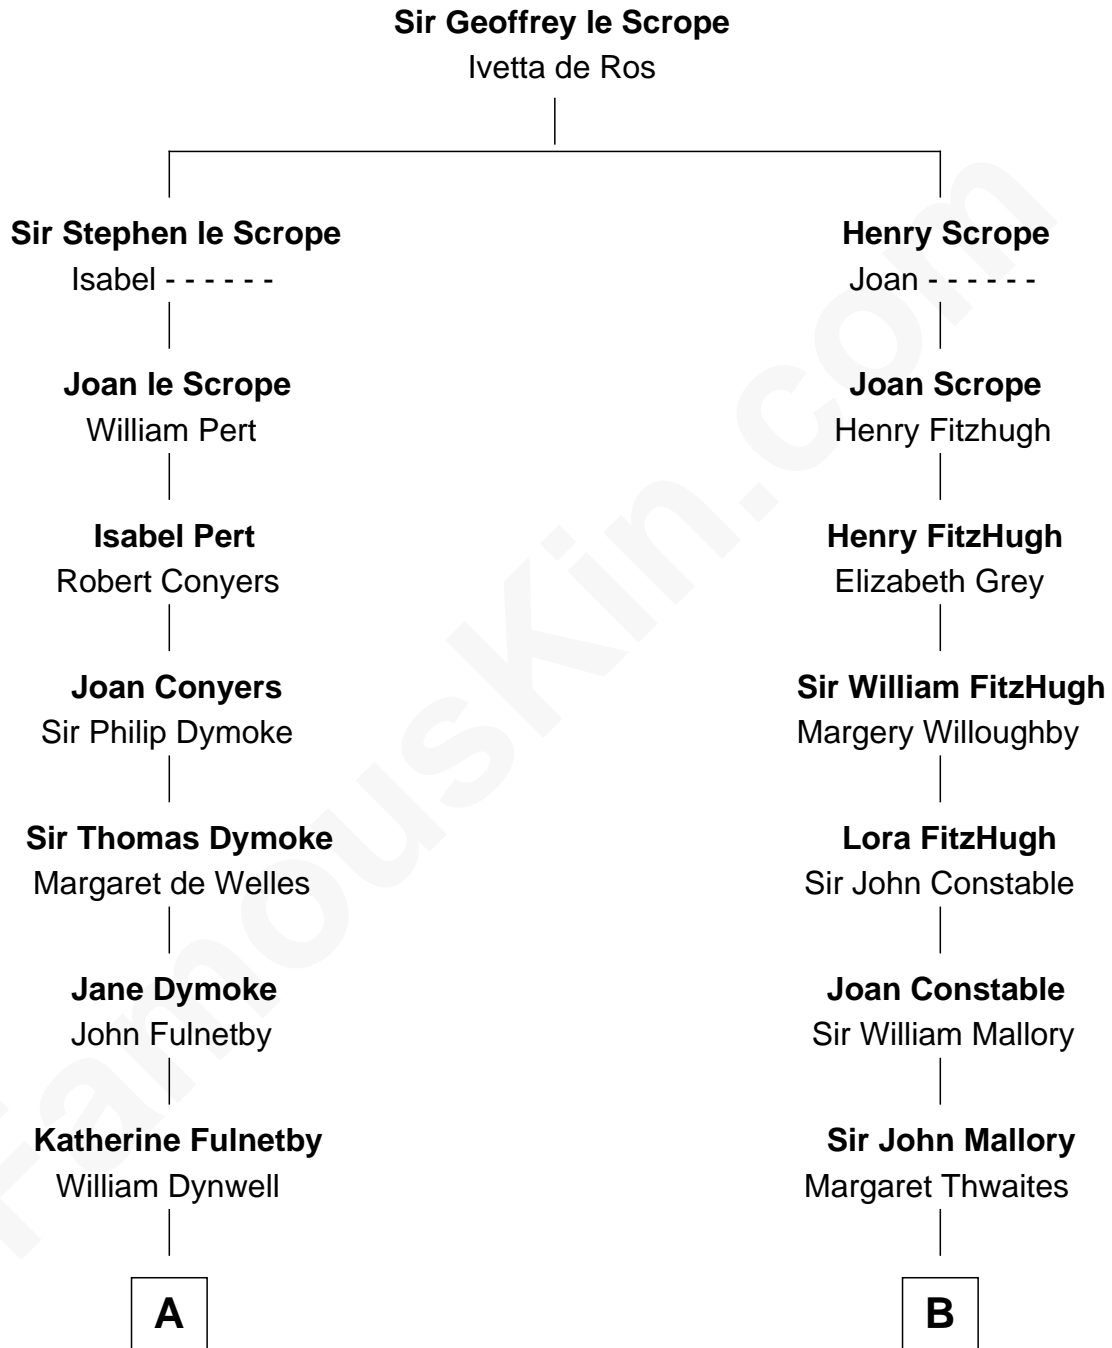 Sir Geoffrey le Scrope
Ivetta de Ros
Sir Stephen le Scrope
Isabel - - - - - -
Joan le Scrope
William Pert
Isabel Pert
Robert Conyers
Joan Conyers
Sir Philip Dymoke
Sir Thomas Dymoke
Margaret de Welles
Jane Dymoke
John Fulnetby
Katherine Fulnetby
William Dynwell
A
Henry Scrope
Joan - - - - - -
Joan Scrope
Henry Fitzhugh
Henry FitzHugh
Elizabeth Grey
Sir William FitzHugh
Margery Willoughby
Lora FitzHugh
Sir John Constable
Joan Constable
Sir William Mallory
Sir John Mallory
Margaret Thwaites
B
FamousKin.com